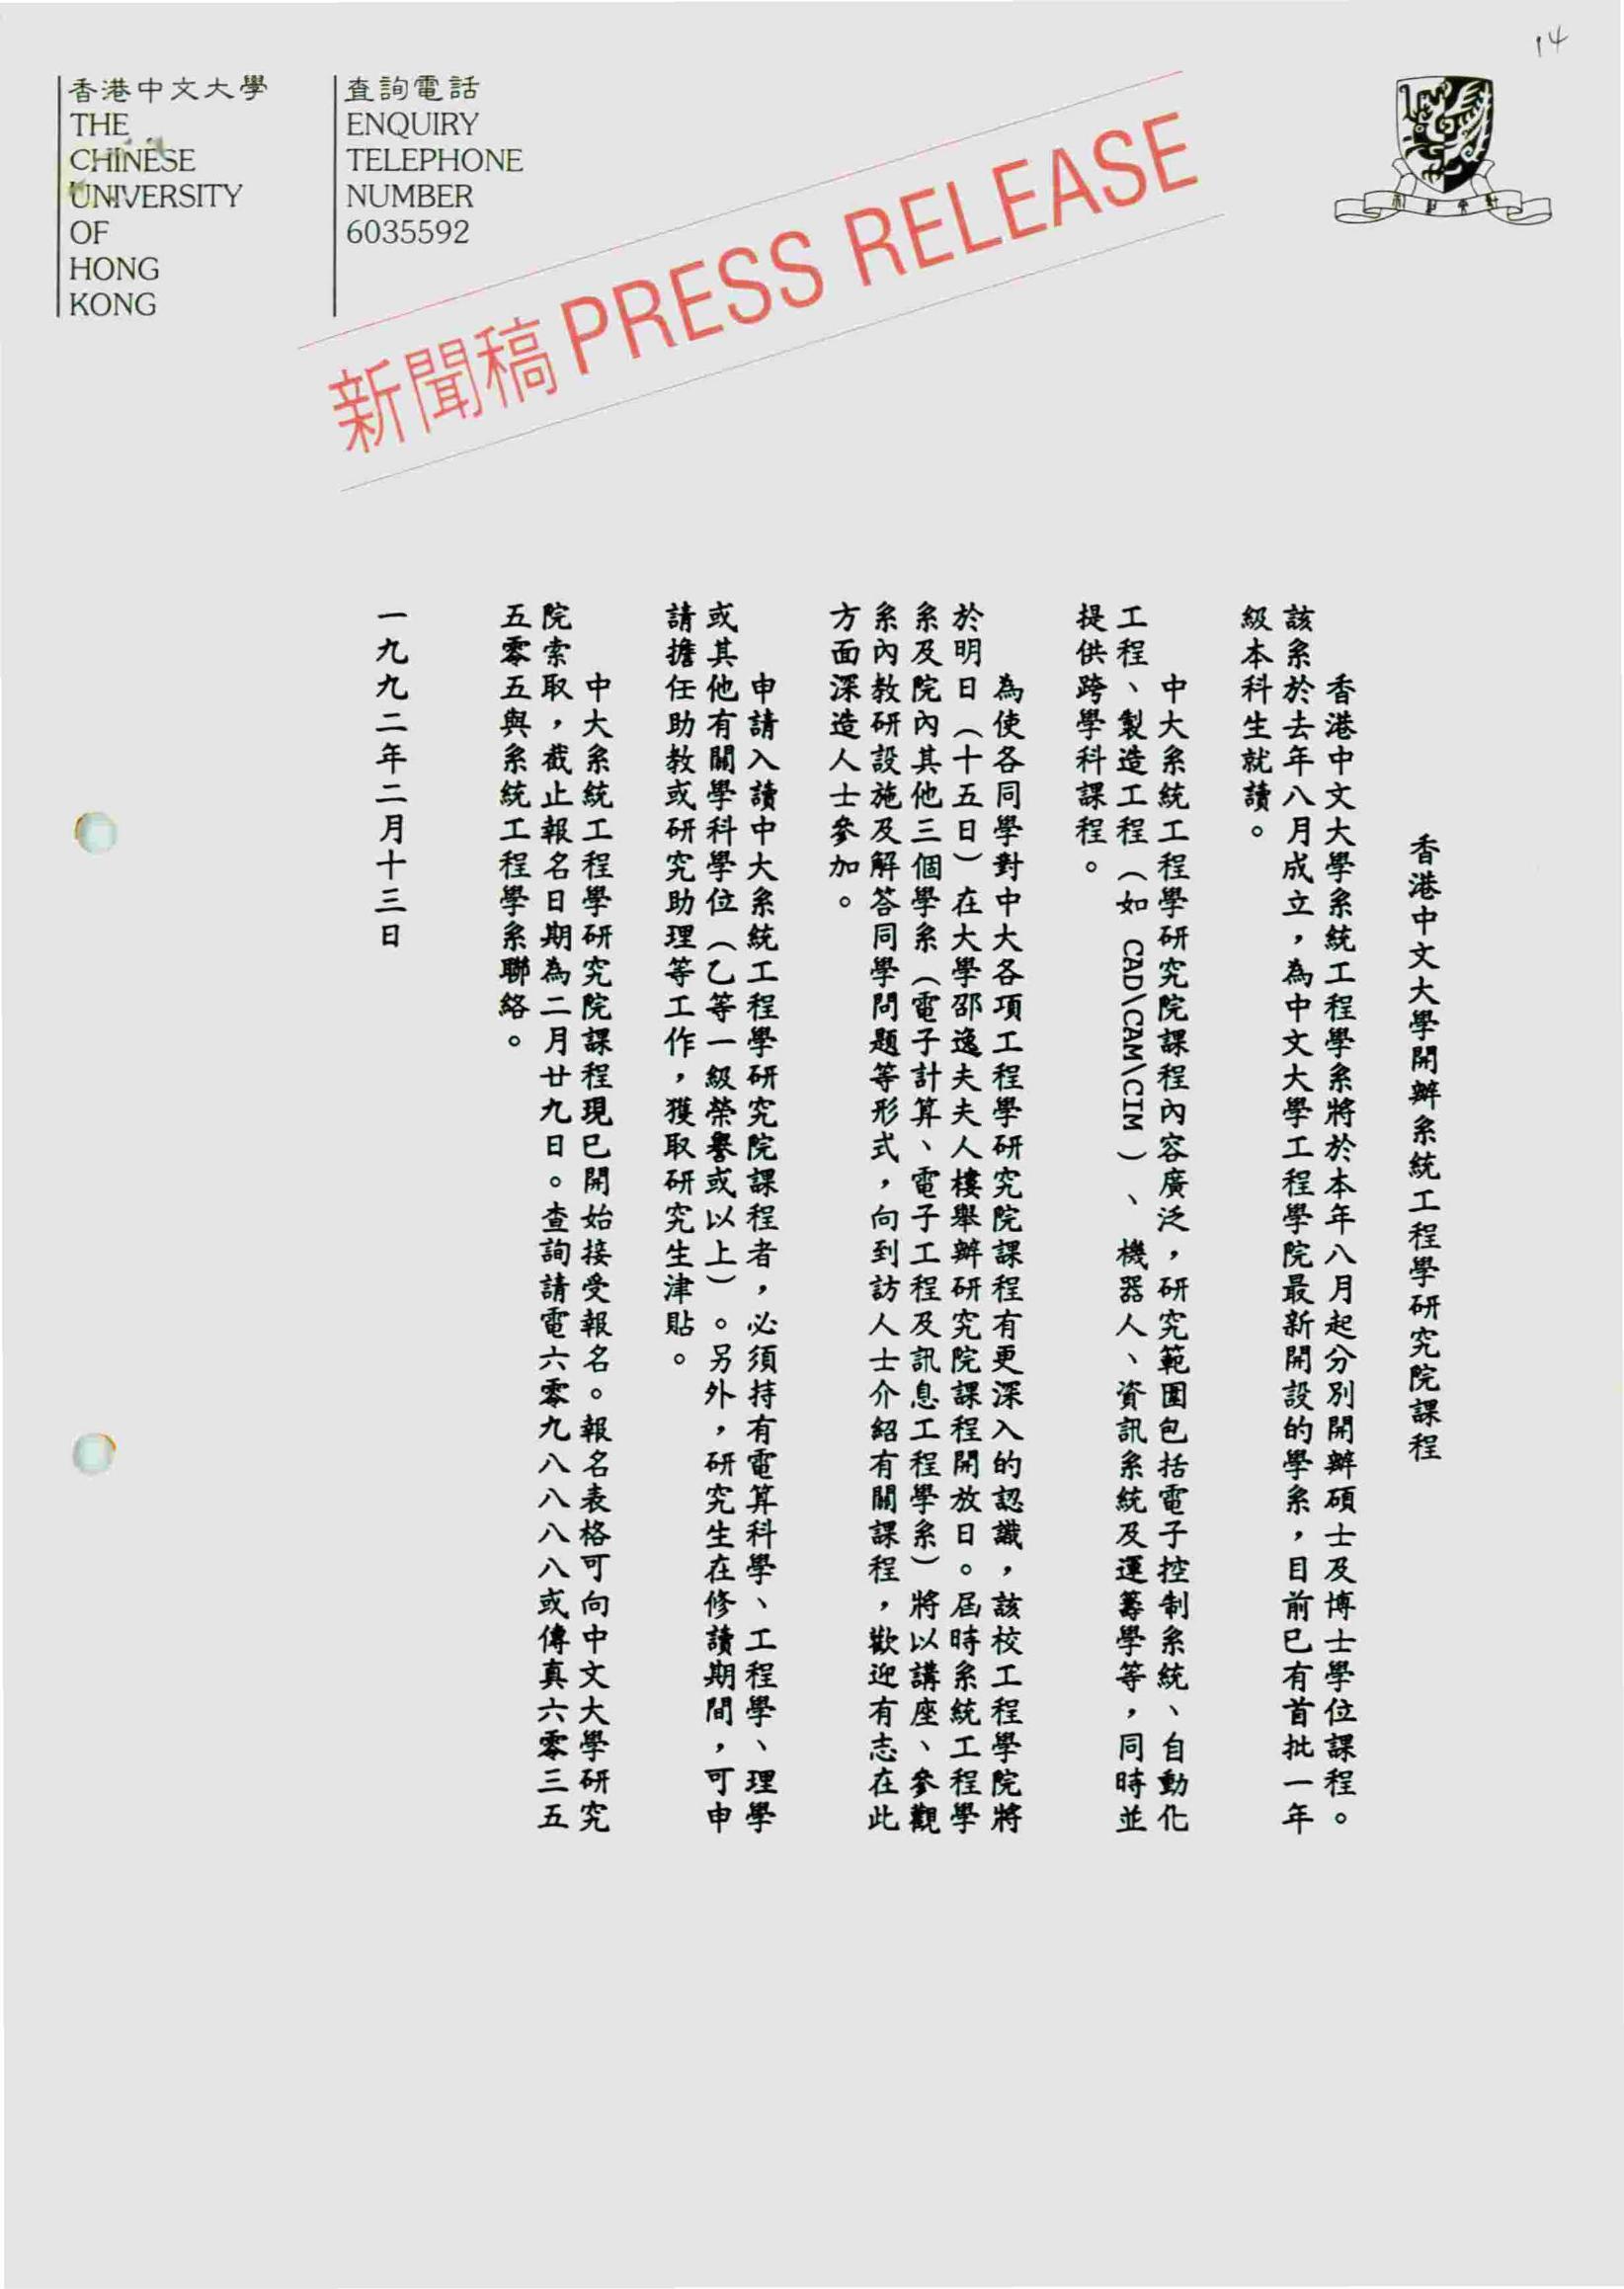 14
香港中文大學
THE
CHINESE
UNIVERSITY
OF
HONG
KONG
查詢電話
ENQUIRY
TELEPHONE
NUMBER
6035592
新聞稿 PRESS RELEASE
香港中文大學開辦系統工程學研究院課程
香港中文大學系統工程學系將於本年八月起分別開辦碩士及博士學位課程。
該系於去年八月成立，為中文大學工程學院最新開設的學系，目前已有首批一年
級本科生就讀。
中大系統工程學研究院課程內容廣泛，研究範圍包括電子控制系統、自動化
工程、製造工程（如 CAD\CAM\CIM ）、機器人、資訊系統及運籌學等，同時並
提供跨學科課程。
為使各同學對中大各項工程學研究院課程有更深入的認識，該校工程學院將
於明日（十五日）在大學邵逸夫夫人樓舉辦研究院課程開放日。屆時系統工程學
系及院內其他三個學系（電子計算、電子工程及訊息工程學系）將以講座、參觀
系內教研設施及解答同學問題等形式，向到訪人士介紹有關課程，歡迎有志在此
方面深造人士參加。
申請入讀中大系統工程學研究院課程者，必須持有電算科學、工程學、理學
或其他有關學科學位（乙等一級榮譽或以上）。另外，研究生在修讀期間，可申
請擔任助教或研究助理等工作，獲取研究生津貼。
中大系統工程學研究院課程現已開始接受報名。報名表格可向中文大學研究
院索取，截止報名日期為二月廿九日。查詢請電六零九八八八八或傳真六零三五
五零五與系統工程學系聯絡。
一九九二年二月十三日